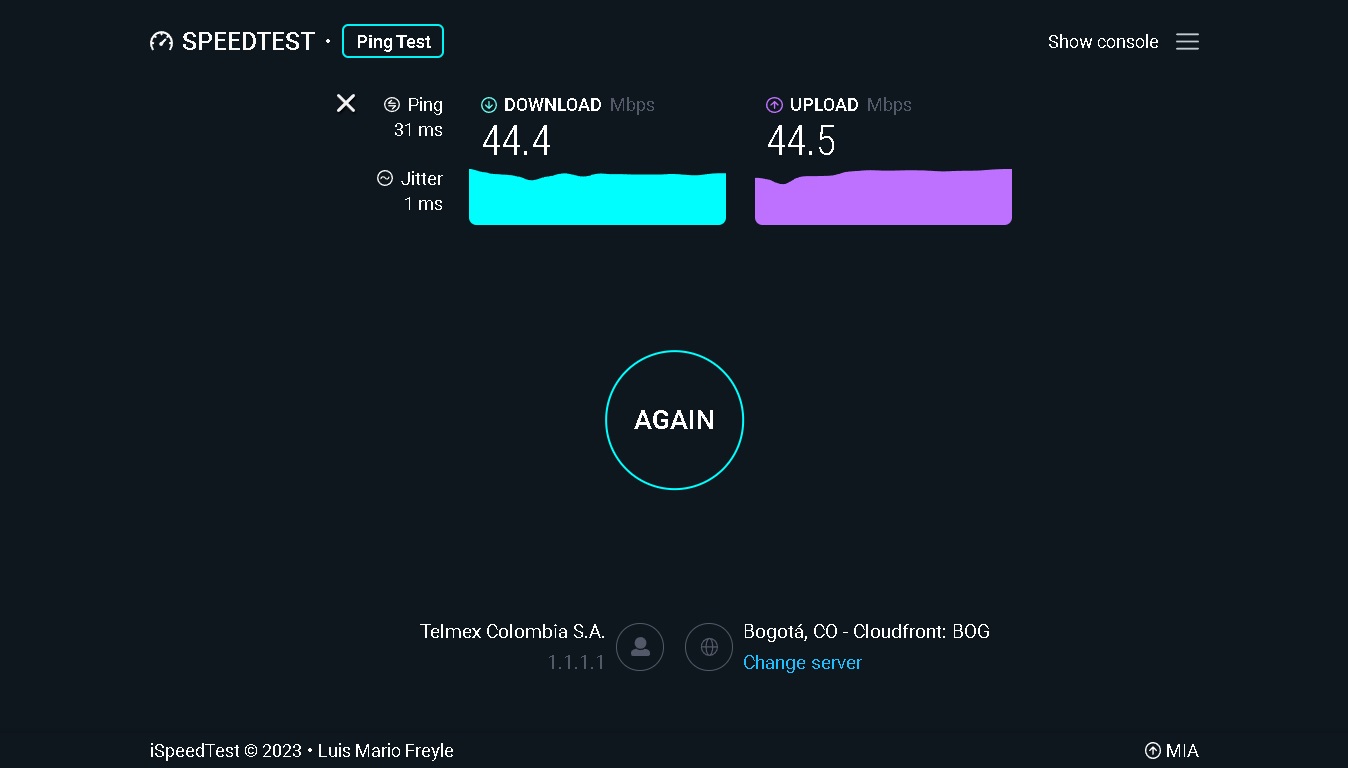 SPEEDTEST • Ping Test
Show console
Ping
31 ms
DOWNLOAD Mbps
44.4
UPLOAD Mbps
44.5
Jitter
1 ms
AGAIN
Telmex Colombia S.A.
1.1.1.1
Bogotá, CO - Cloudfront: BOG
Change server
iSpeedTest © 2023 • Luis Mario Freyle
MIA